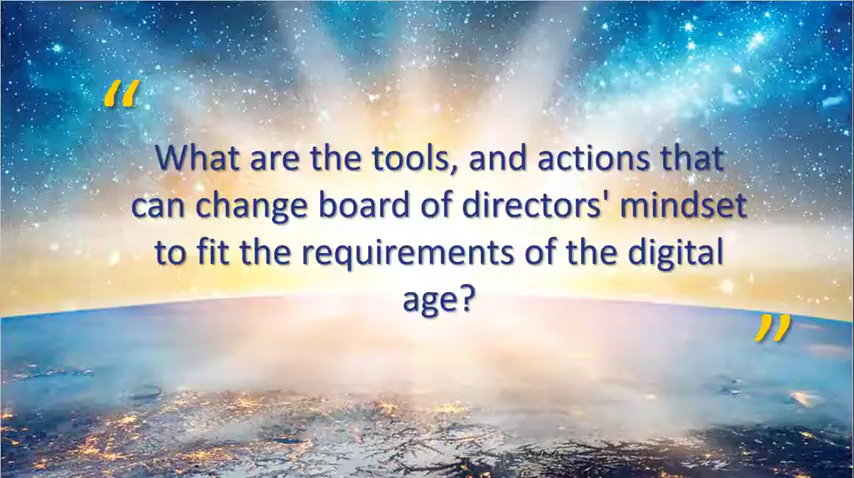 “
What are the tools, and actions that
can change board of directors' mindset
to fit the requirements of the digital
age?
”